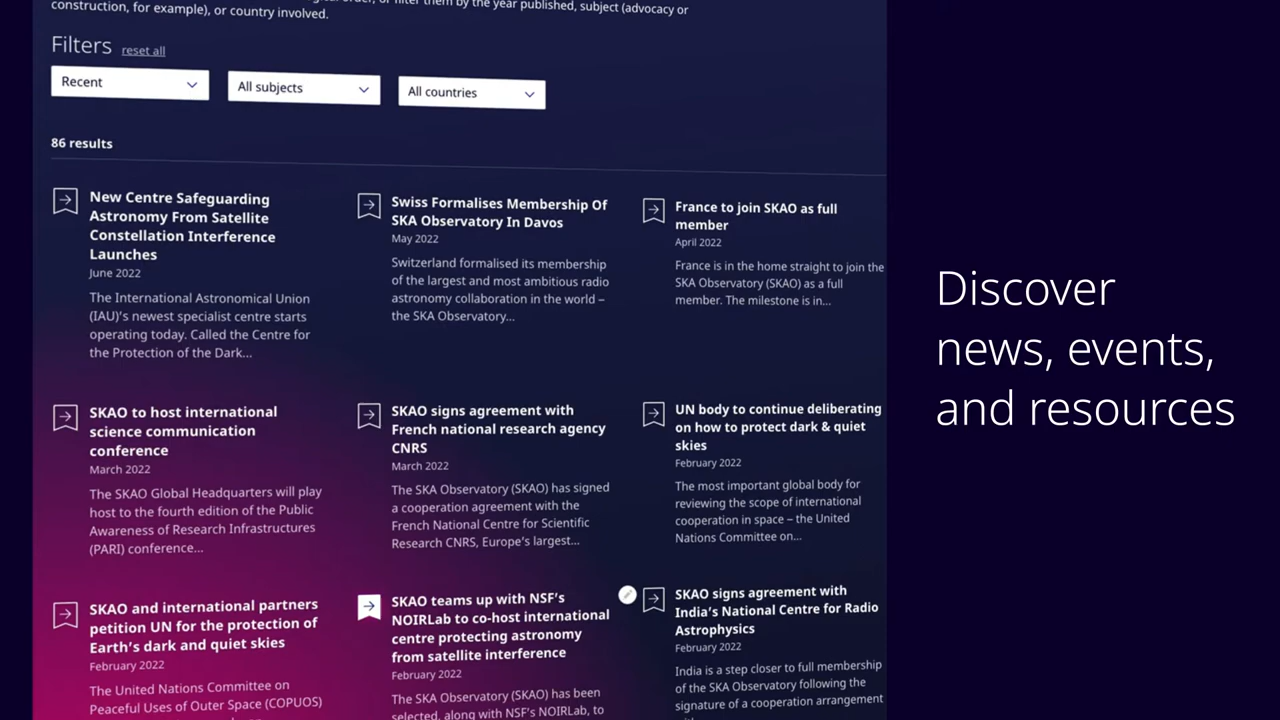 construction, for example), or country involved.
order, or filter them by the year published, subject (advocacy or
Filters reset all
Recent
All subjects
All countries
86 results
New Centre Safeguarding
Astronomy From Satellite
Constellation Interference
Launches
June 2022
The International Astronomical Union
(IAU)'s newest specialist centre starts
operating today. Called the Centre for
the Protection of the Dark...
Swiss Formalises Membership Of
SKA Observatory In Davos
May 2022
Switzerland formalised its membership
of the largest and most ambitious radio
astronomy collaboration in the world –
the SKA Observatory...
France to join SKAO as full
member
April 2022
France is in the home straight to join the
SKA Observatory (SKAO) as a full
member. The milestone is in...
SKAO to host international
science communication
conference
March 2022
The SKAO Global Headquarters will play
host to the fourth edition of the Public
Awareness of Research Infrastructures
(PARI) conference...
SKAO signs agreement with
French national research agency
CNRS
March 2022
The SKA Observatory (SKAO) has signed
a cooperation agreement with the
French National Centre for Scientific
Research CNRS, Europe's largest...
UN body to continue deliberating
on how to protect dark & quiet
skies
February 2022
The most important global body for
reviewing the scope of international
cooperation in space – the United
Nations Committee on...
SKAO and international partners
petition UN for the protection of
Earth's dark and quiet skies
February 2022
The United Nations Committee on
Peaceful Uses of Outer Space (COPUOS)
SKAO teams up with NSF's
NOIRLab to co-host international
centre protecting astronomy
from satellite interference
February 2022
The SKA Observatory (SKAO) has been
selected, along with NSF's NOIRLab, to
SKAO signs agreement with
India's National Centre for Radio
Astrophysics
February 2022
India is a step closer to full membership
of the SKA Observatory following the
signature of a cooperation arrangement
Discover
news, events,
and resources